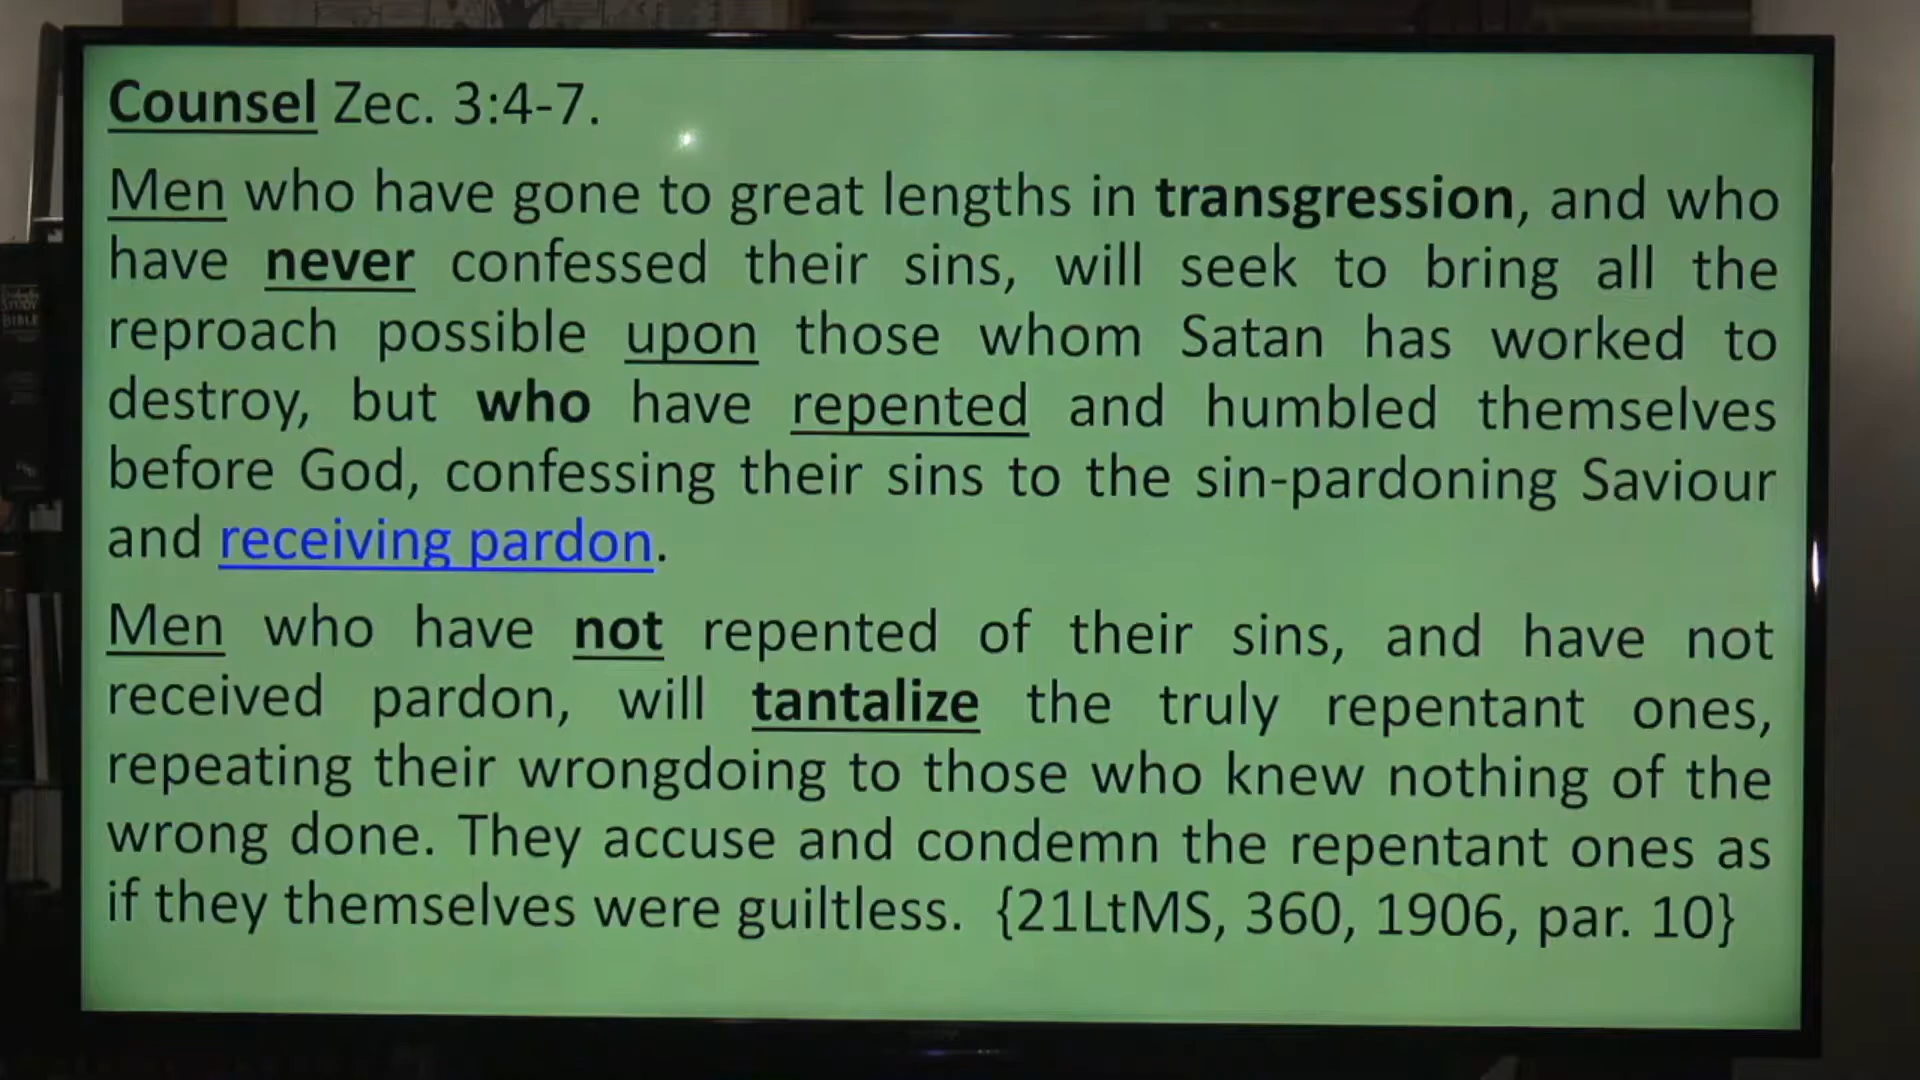 Counsel Zec. 3:4-7.
Men who have gone to great lengths in transgression, and who
have never confessed their sins, will seek to bring all the
reproach possible upon those whom Satan has worked to
destroy, but who have repented and humbled themselves
before God, confessing their sins to the sin-pardoning Saviour
and receiving pardon.
Men who have not repented of their sins, and have not
received pardon, will tantalize the truly repentant ones,
repeating their wrongdoing to those who knew nothing of the
wrong done. They accuse and condemn the repentant ones as
if they themselves were guiltless. {21LtMS, 360, 1906, par. 10}
STUDY
BIBLE